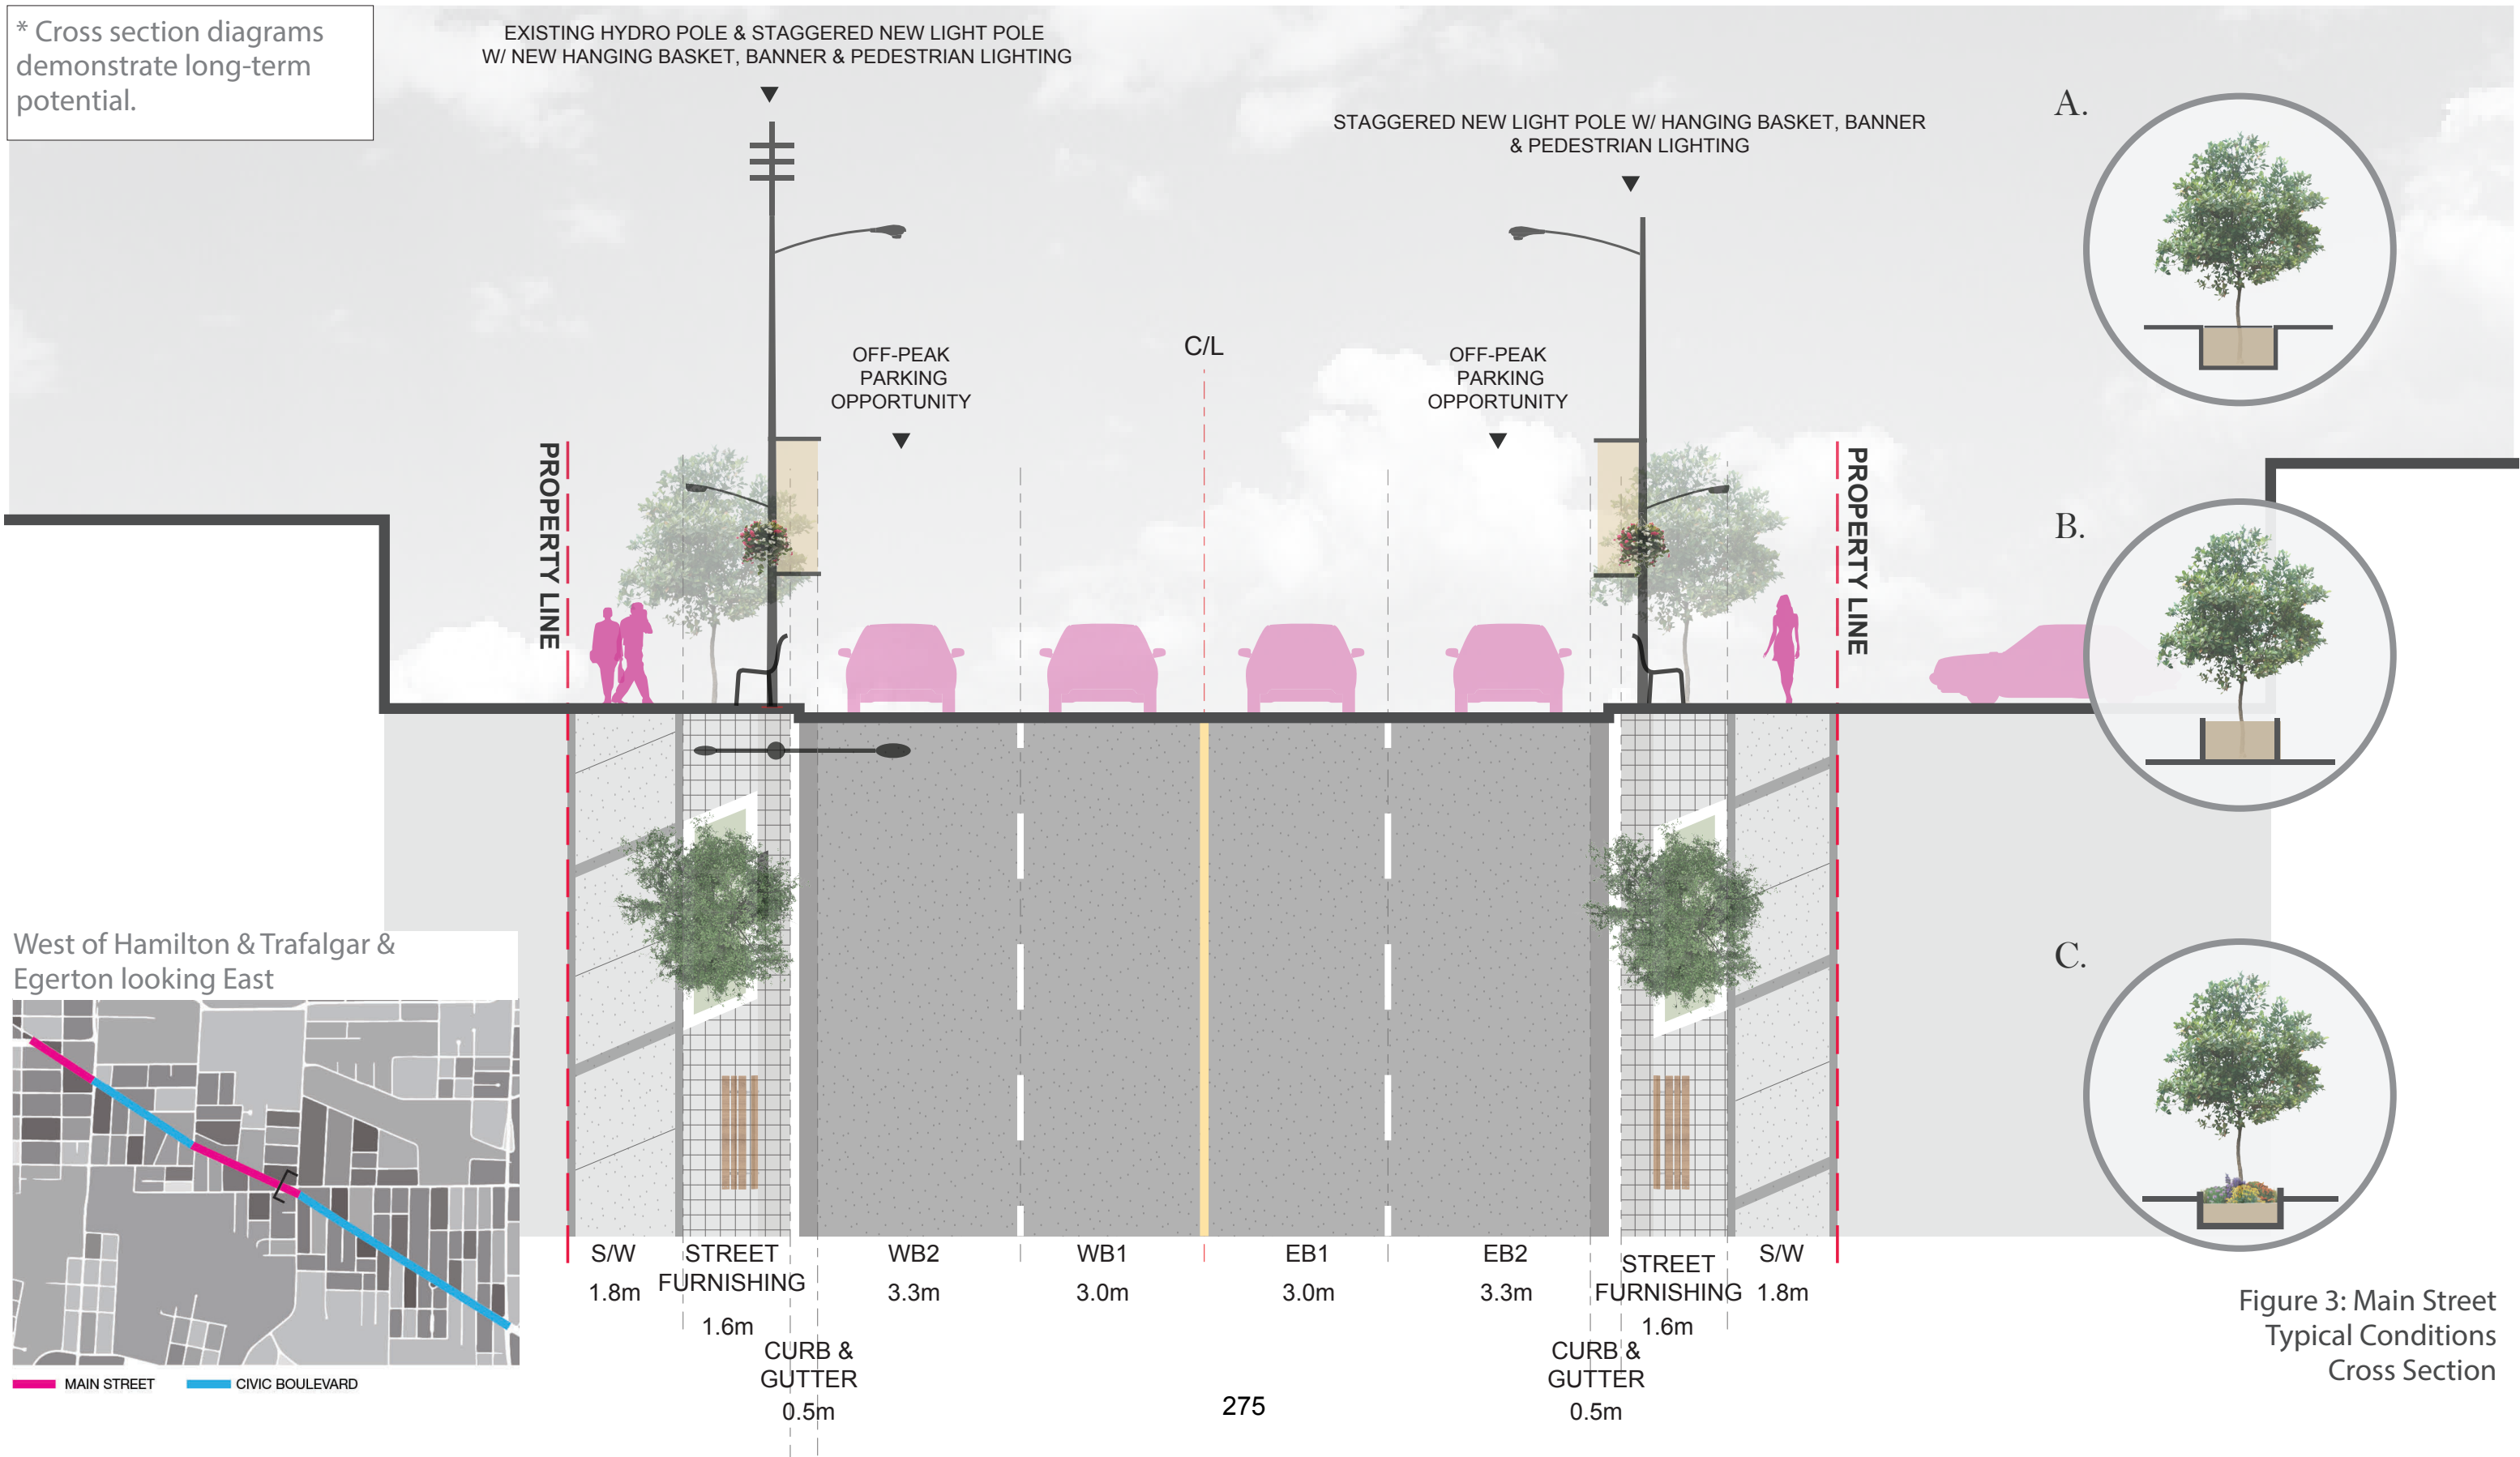 * Cross section diagrams
demonstrate long-term
potential.
EXISTING HYDRO POLE & STAGGERED NEW LIGHT POLE
W/ NEW HANGING BASKET, BANNER & PEDESTRIAN LIGHTING
STAGGERED NEW LIGHT POLE W/ HANGING BASKET, BANNER
& PEDESTRIAN LIGHTING
A.
OFF-PEAK
PARKING
OPPORTUNITY
C/L
OFF-PEAK
PARKING
OPPORTUNITY
PROPERTY LINE
PROPERTY LINE
B.
C.
West of Hamilton & Trafalgar &
Egerton looking East
MAIN STREET
CIVIC BOULEVARD
S/W
1.8m
STREET
FURNISHING
1.6m
CURB &
GUTTER
0.5m
WB2
3.3m
WB1
3.0m
EB1
3.0m
EB2
3.3m
CURB &
GUTTER
0.5m
STREET
FURNISHING
1.6m
S/W
1.8m
Figure 3: Main Street
Typical Conditions
Cross Section
275